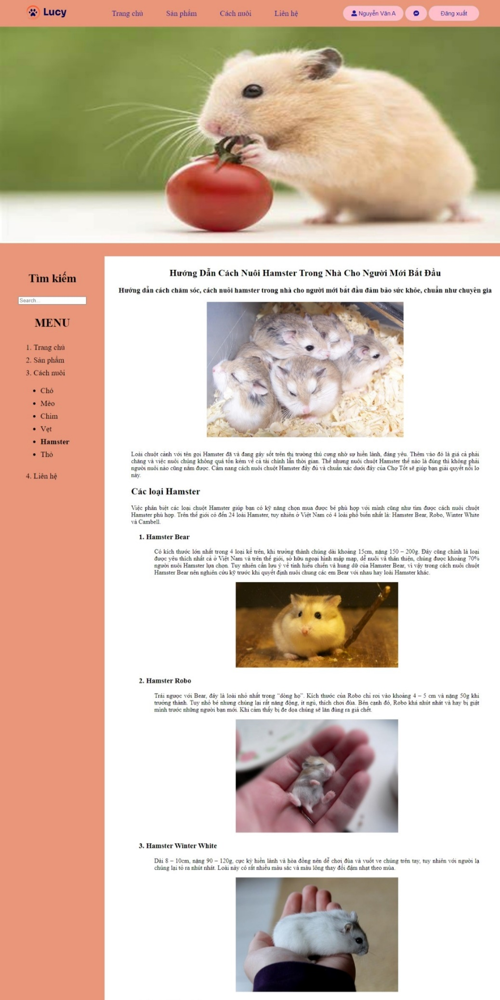 Lucy
Trang chủ
Sản phẩm
Cách nuôi
Liên hệ
Nguyễn Văn A
Đăng xuất
Tìm kiếm
Search...
MENU
1. Trang chủ
2. Sản phẩm
3. Cách nuôi
• Chó
• Mèo
• Chim
• Vẹt
• Hamster
• Thỏ
4. Liên hệ
Hướng Dẫn Cách Nuôi Hamster Trong Nhà Cho Người Mới Bắt Đầu
Hướng dẫn cách chăm sóc, cách nuôi hamster trong nhà cho người mới bắt đầu đảm bảo sức khỏe, chuẩn như chuyên gia
Loài chuột cảnh với tên gọi Hamster đã và đang gây sốt trên thị trường thú cưng nhờ sự hiền lành, đáng yêu. Thêm vào đó là giá cả phải
chăng và việc nuôi chúng không quá tốn kém về cả tài chính lẫn thời gian. Thế nhưng nuôi chuột Hamster thế nào là đúng thì không phải
người nuôi nào cũng nắm được. Cẩm nang cách nuôi chuột Hamster đầy đủ và chuẩn xác dưới đây của Chợ Tốt sẽ giúp bạn giải quyết nỗi lo
này.
Các loại Hamster
Việc phân biệt các loại chuột Hamster giúp bạn có kỹ năng chọn mua được bé phù hợp với mình cũng như tìm được cách nuôi chuột
Hamster phù hợp. Trên thế giới có đến 24 loài Hamster, tuy nhiên ở Việt Nam có 4 loài phổ biến nhất là: Hamster Bear, Robo, Winter White
và Cambell.
1. Hamster Bear
Có kích thước lớn nhất trong 4 loại kể trên, khi trưởng thành chúng dài khoảng 15cm, nặng 150 – 200g. Đây cũng chính là loại
được yêu thích nhất cả ở Việt Nam và trên thế giới, sở hữu ngoại hình mập mạp, dễ nuôi và thân thiện, chúng được khoảng 70%
người nuôi Hamster lựa chọn. Tuy nhiên cần lưu ý về tính hiếu chiến và hung dữ của Hamster Bear, vì vậy trong cách nuôi chuột
Hamster Bear nên nghiên cứu kỹ trước khi quyết định nuôi chung các em Bear với nhau hay loài Hamster khác.
2. Hamster Robo
Trái ngược với Bear, đây là loài nhỏ nhất trong “dòng họ”. Kích thước của Robo chỉ rơi vào khoảng 4 – 5 cm và nặng 50g khi
trưởng thành. Tuy nhỏ bé nhưng chúng lại rất năng động, ít ngủ, thích chơi đùa. Bên cạnh đó, Robo khá nhút nhát và hay bị giật
mình trước những người bạn mới. Khi cảm thấy bị đe dọa chúng sẽ lăn đùng ra giả chết.
3. Hamster Winter White
Dài 8 – 10cm, nặng 90 – 120g, cực kỳ hiền lành và hòa đồng nên dễ chơi đùa và vuốt ve chúng trên tay, tuy nhiên với người lạ
chúng lại tỏ ra nhút nhát. Loài này có rất nhiều màu sắc và màu lông thay đổi đậm nhạt theo mùa.